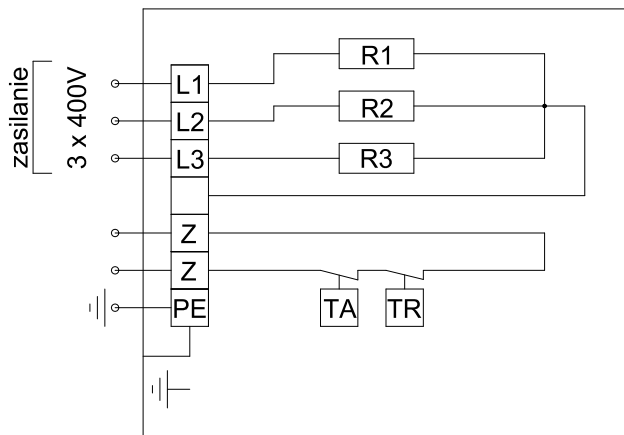 zasilanie
3 x 400V
L1
R1
L2
R2
L3
R3
Z
Z
PE
TA
TR